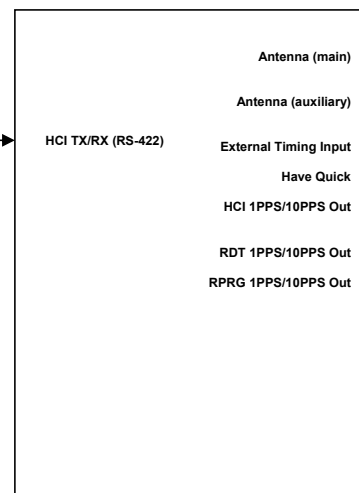 Antenna (main)
Antenna (auxiliary)
HCI TX/RX (RS-422)
External Timing Input
Have Quick
HCI 1PPS/10PPS Out
RDT 1PPS/10PPS Out
RPRG 1PPS/10PPS Out